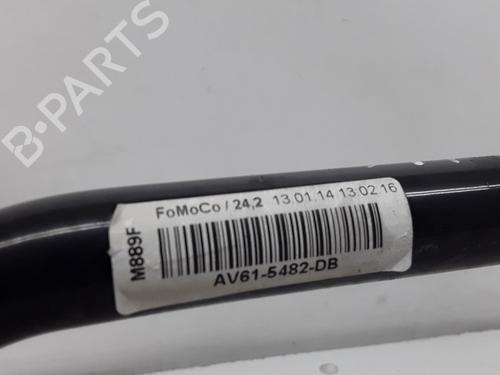 B-PARTS
FoMoCo / 24,2 13.01.14 13.02.16
M889F
AV61-5482-DB